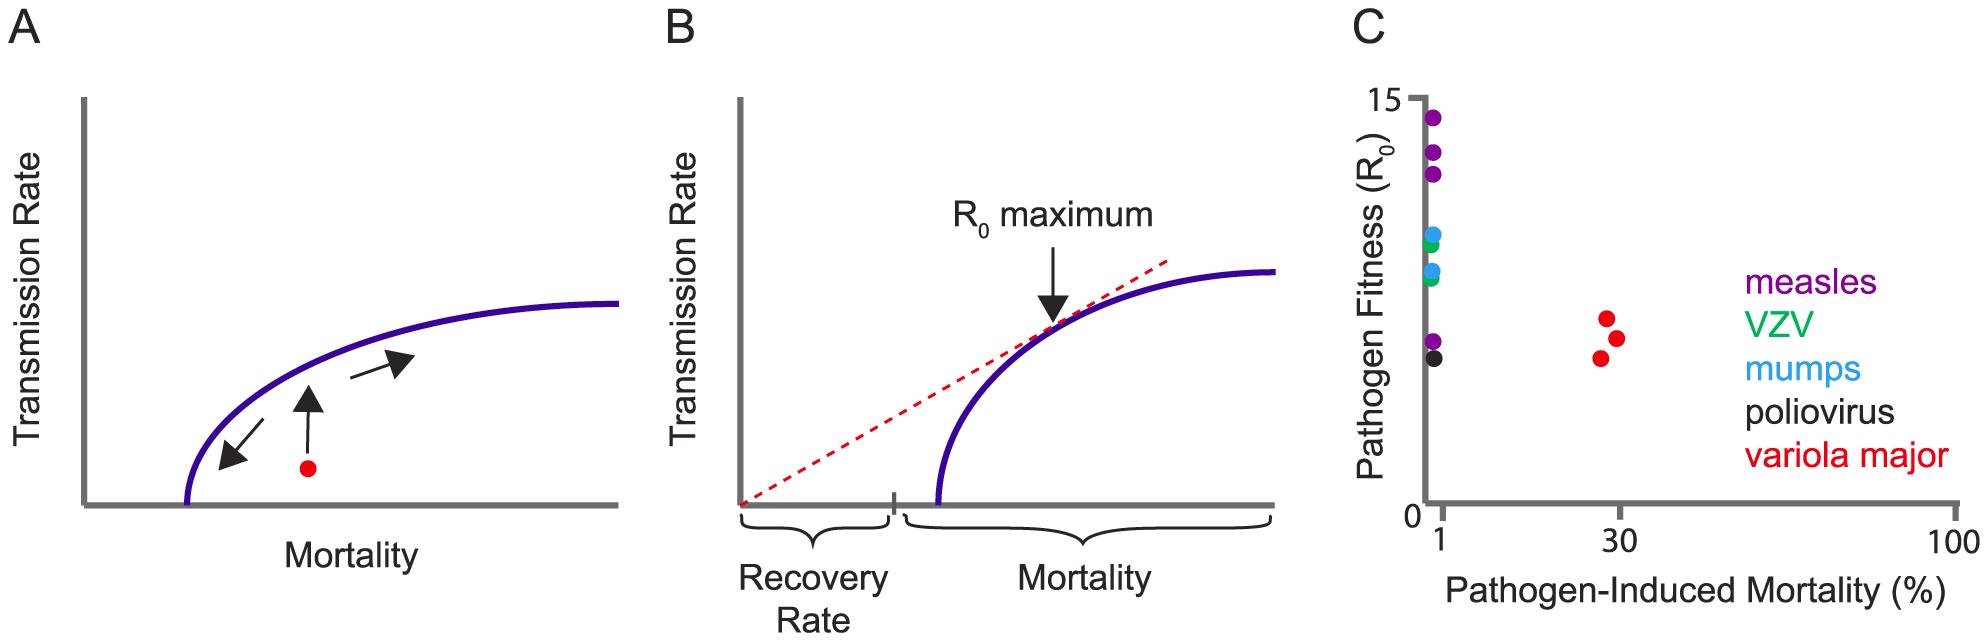 A
Transmission Rate
Mortality
B
Transmission Rate
R0 maximum
Recovery
Rate
Mortality
C
Pathogen Fitness (R0)
15
0
1
30
100
Pathogen-Induced Mortality (%)
measles
VZV
mumps
poliovirus
variola major